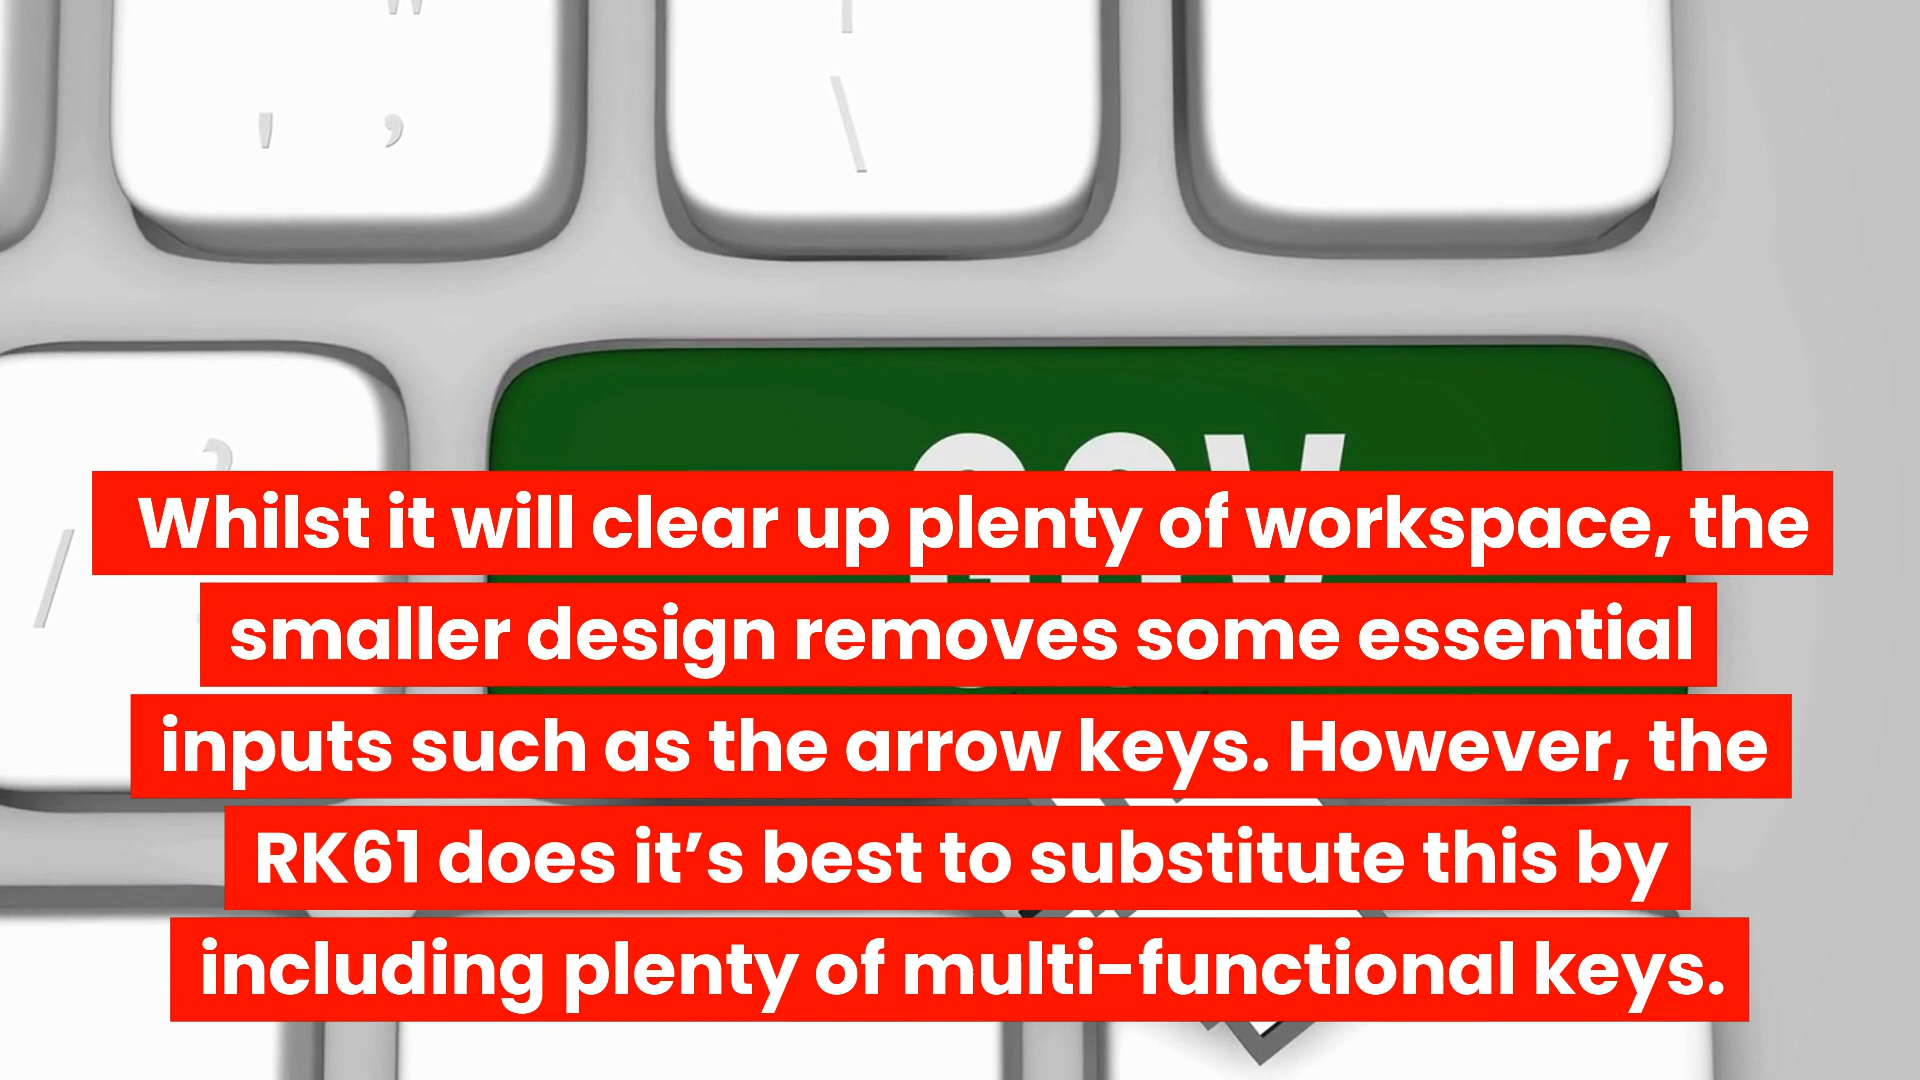 " |
' ’ \
?
/
Whilst it will clear up plenty of workspace, the
smaller design removes some essential
inputs such as the arrow keys. However, the
RK61 does it’s best to substitute this by
including plenty of multi-functional keys.